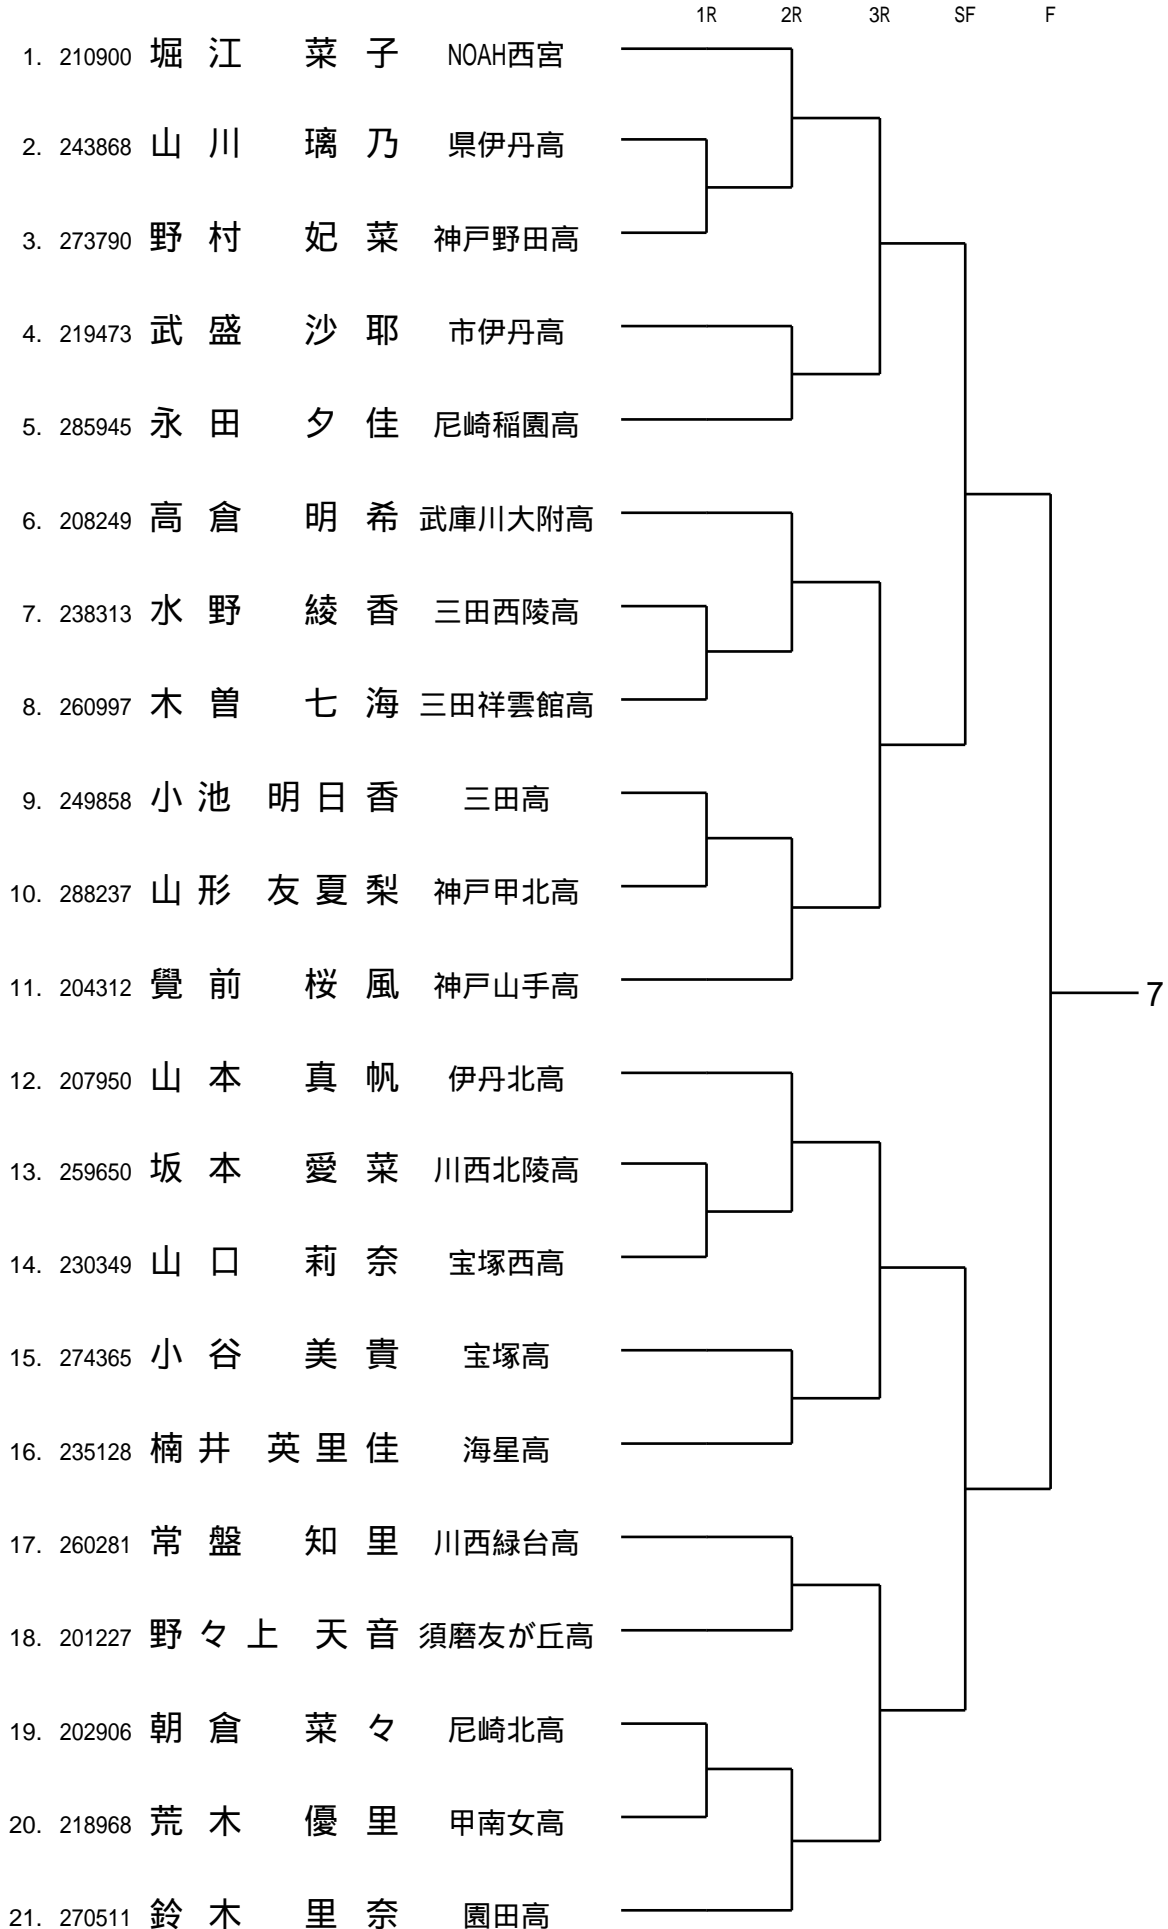 1R 2R 3R SF F
1. 210900 堀江 菜子 NOAH西宮
2. 243868 山川 璃乃 県伊丹高
3. 273790 野村 妃菜 神戸野田高
4. 219473 武盛 沙耶 市伊丹高
5. 285945 永田 夕佳 尼崎稲園高
6. 208249 高倉 明希 武庫川大附高
7. 238313 水野 綾香 三田西陵高
8. 260997 木曽 七海 三田祥雲館高
9. 249858 小池 明日香 三田高
10. 288237 山形 友夏梨 神戸甲北高
11. 204312 覺前 桜風 神戸山手高
7
12. 207950 山本 真帆 伊丹北高
13. 259650 坂本 愛菜 川西北陵高
14. 230349 山口 莉奈 宝塚西高
15. 274365 小谷 美貴 宝塚高
16. 235128 楠井 英里佳 海星高
17. 260281 常盤 知里 川西緑台高
18. 201227 野々上 天音 須磨友が丘高
19. 202906 朝倉 菜々 尼崎北高
20. 218968 荒木 優里 甲南女高
21. 270511 鈴木 里奈 園田高